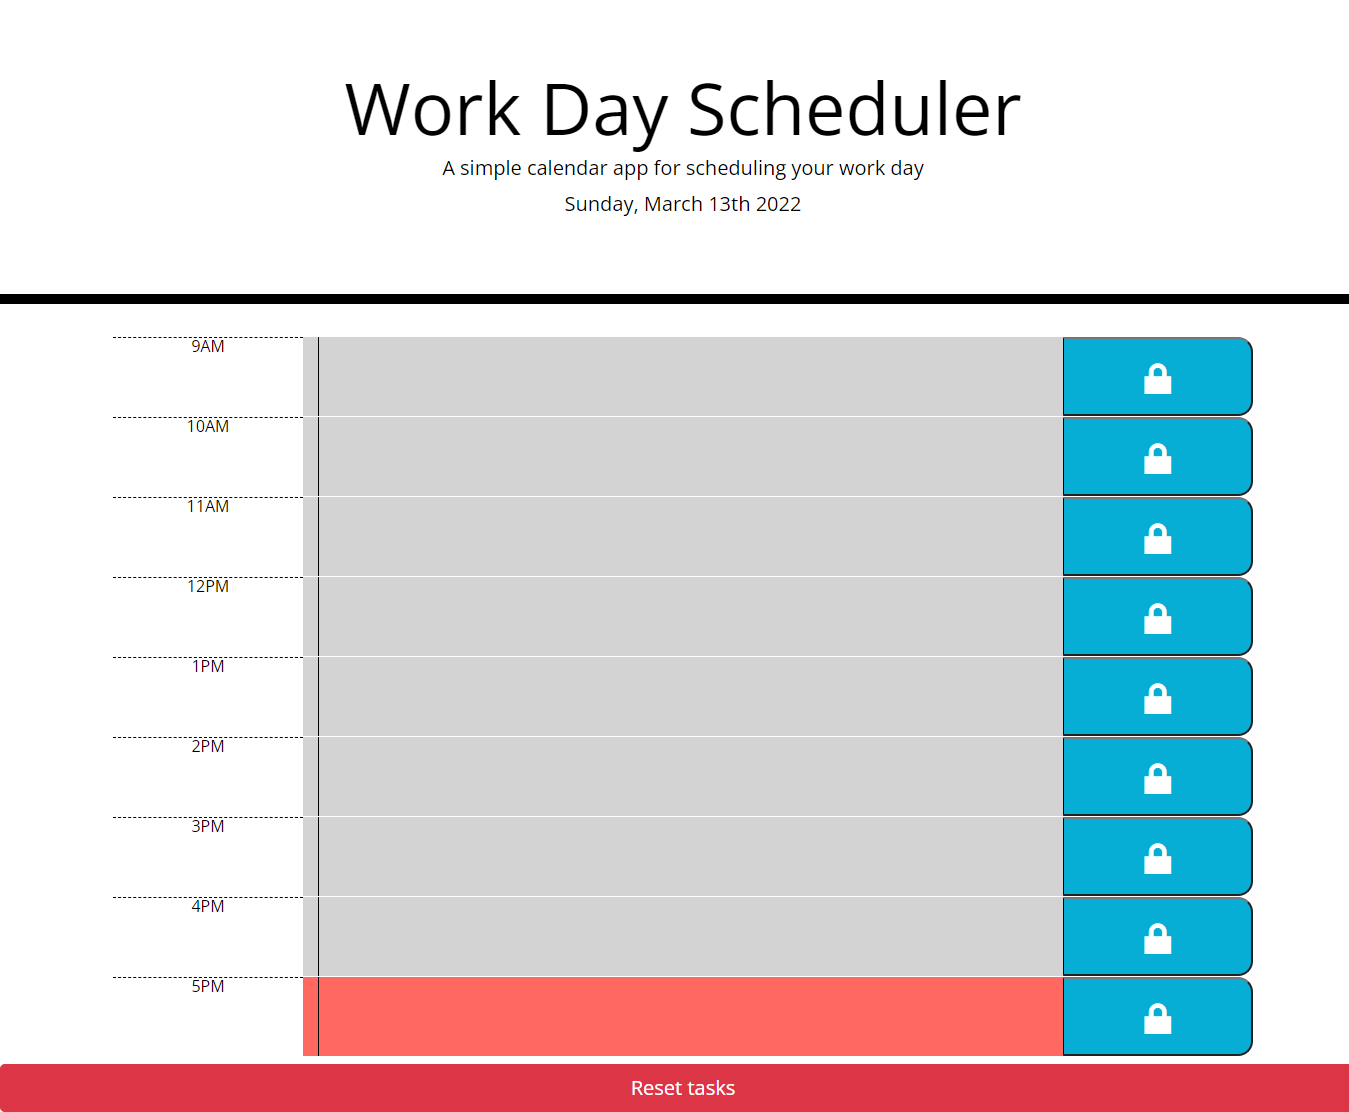 Work Day Scheduler
A simple calendar app for scheduling your work day
Sunday, March 13th 2022
9AM
10AM
11AM
12PM
1PM
2PM
3PM
4PM
5PM
Reset tasks